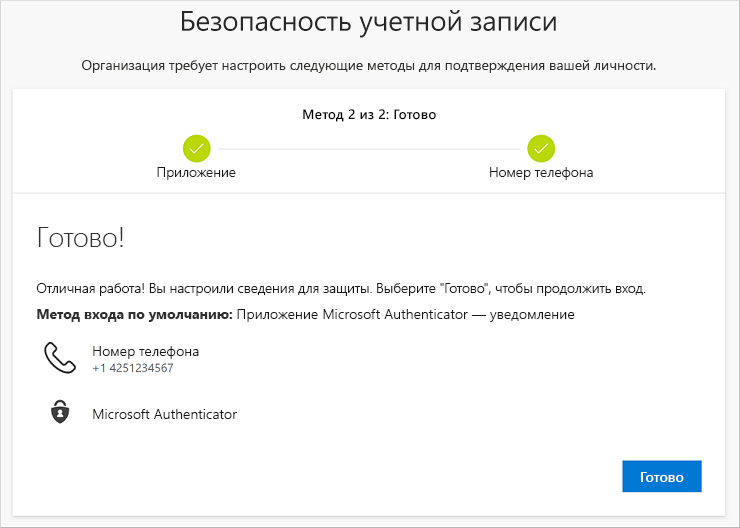 Безопасность учетной записи
Организация требует настроить следующие методы для подтверждения вашей личности.
Метод 2 из 2: Готово
Приложение
Номер телефона
Готово!
Отличная работа! Вы настроили сведения для защиты. Выберите "Готово", чтобы продолжить вход.
Метод входа по умолчанию: Приложение Microsoft Authenticator — уведомление
Номер телефона
+1 4251234567
Microsoft Authenticator
Готово